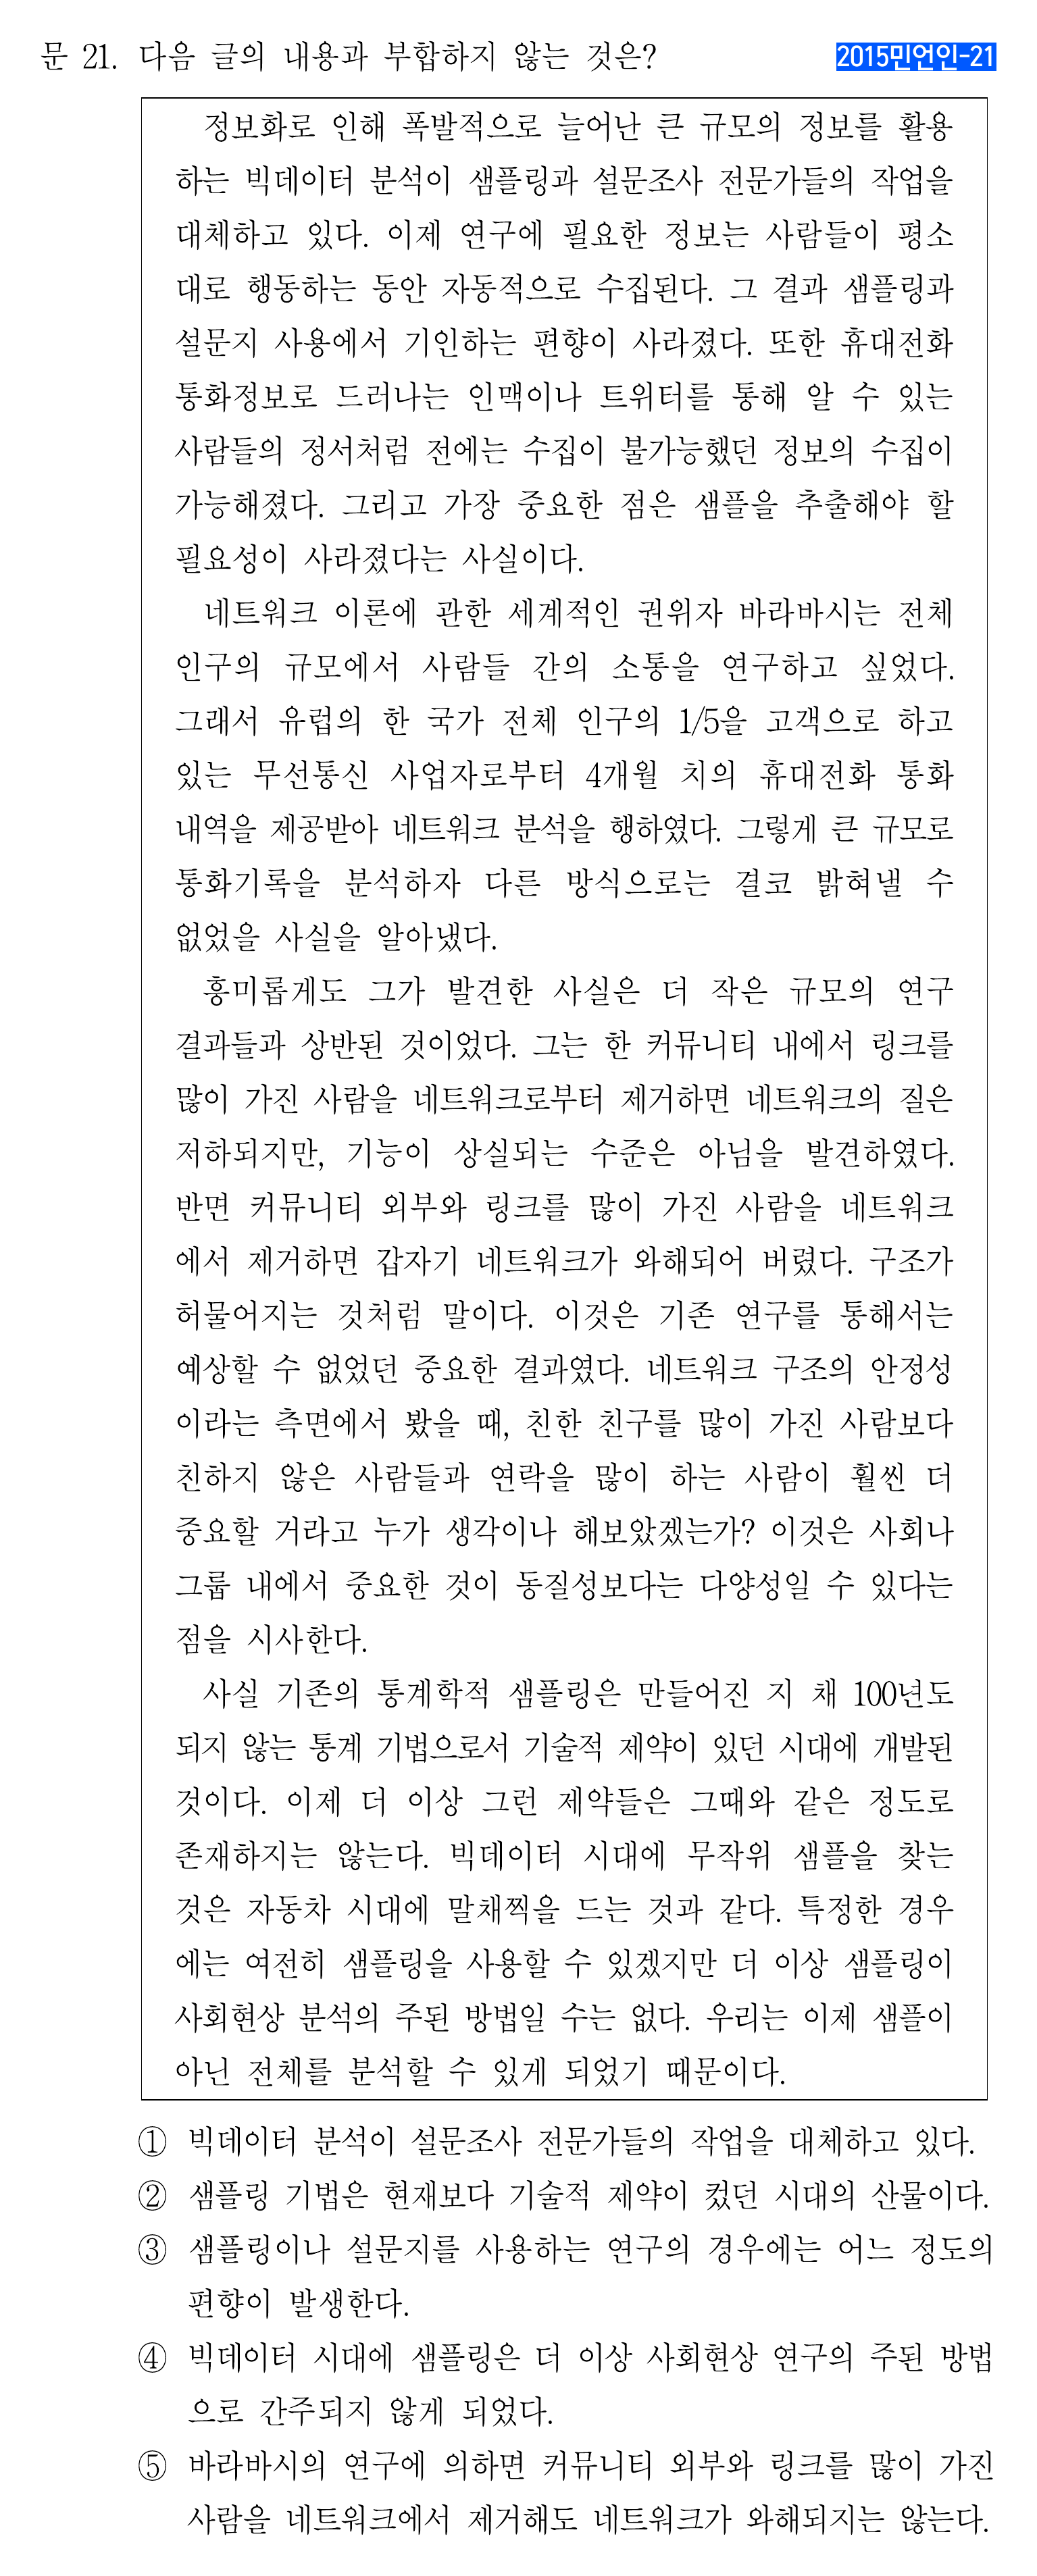 문 21. 다음 글의 내용과 부합하지 않는 것은?
2015민언인-21
정보화로 인해 폭발적으로 늘어난 큰 규모의 정보를 활용
하는 빅데이터 분석이 샘플링과 설문조사 전문가들의 작업을
대체하고 있다. 이제 연구에 필요한 정보는 사람들이 평소
대로 행동하는 동안 자동적으로 수집된다. 그 결과 샘플링과
설문지 사용에서 기인하는 편향이 사라졌다. 또한 휴대전화
통화정보로 드러나는 인맥이나 트위터를 통해 알 수 있는
사람들의 정서처럼 전에는 수집이 불가능했던 정보의 수집이
가능해졌다. 그리고 가장 중요한 점은 샘플을 추출해야 할
필요성이 사라졌다는 사실이다.
네트워크 이론에 관한 세계적인 권위자 바라바시는 전체
인구의 규모에서 사람들 간의 소통을 연구하고 싶었다.
그래서 유럽의 한 국가 전체 인구의 1/5을 고객으로 하고
있는 무선통신 사업자로부터 4개월 치의 휴대전화 통화
내역을 제공받아 네트워크 분석을 행하였다. 그렇게 큰 규모로
통화기록을 분석하자 다른 방식으로는 결코 밝혀낼 수
없었을 사실을 알아냈다.
흥미롭게도 그가 발견한 사실은 더 작은 규모의 연구
결과들과 상반된 것이었다. 그는 한 커뮤니티 내에서 링크를
많이 가진 사람을 네트워크로부터 제거하면 네트워크의 질은
저하되지만, 기능이 상실되는 수준은 아님을 발견하였다.
반면 커뮤니티 외부와 링크를 많이 가진 사람을 네트워크
에서 제거하면 갑자기 네트워크가 와해되어 버렸다. 구조가
허물어지는 것처럼 말이다. 이것은 기존 연구를 통해서는
예상할 수 없었던 중요한 결과였다. 네트워크 구조의 안정성
이라는 측면에서 봤을 때, 친한 친구를 많이 가진 사람보다
친하지 않은 사람들과 연락을 많이 하는 사람이 훨씬 더
중요할 거라고 누가 생각이나 해보았겠는가? 이것은 사회나
그룹 내에서 중요한 것이 동질성보다는 다양성일 수 있다는
점을 시사한다.
사실 기존의 통계학적 샘플링은 만들어진 지 채 100년도
되지 않는 통계 기법으로서 기술적 제약이 있던 시대에 개발된
것이다. 이제 더 이상 그런 제약들은 그때와 같은 정도로
존재하지는 않는다. 빅데이터 시대에 무작위 샘플을 찾는
것은 자동차 시대에 말채찍을 드는 것과 같다. 특정한 경우
에는 여전히 샘플링을 사용할 수 있겠지만 더 이상 샘플링이
사회현상 분석의 주된 방법일 수는 없다. 우리는 이제 샘플이
아닌 전체를 분석할 수 있게 되었기 때문이다.
① 빅데이터 분석이 설문조사 전문가들의 작업을 대체하고 있다.
② 샘플링 기법은 현재보다 기술적 제약이 컸던 시대의 산물이다.
③ 샘플링이나 설문지를 사용하는 연구의 경우에는 어느 정도의
편향이 발생한다.
④ 빅데이터 시대에 샘플링은 더 이상 사회현상 연구의 주된 방법
으로 간주되지 않게 되었다.
⑤ 바라바시의 연구에 의하면 커뮤니티 외부와 링크를 많이 가진
사람을 네트워크에서 제거해도 네트워크가 와해되지는 않는다.